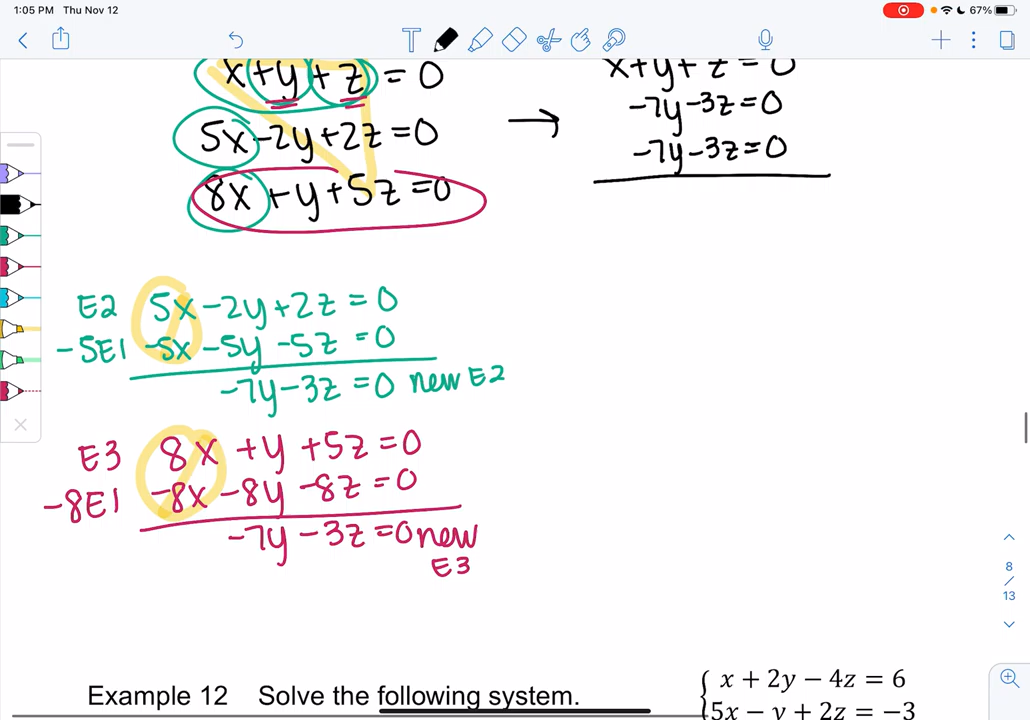 1:05 PM Thu Nov 12
67%
x+y+z=0
5x-2y+2z=0
8x+y+5z=0
→
x+y+z=0
-7y-3z=0
-7y-3z=0
E2 5x-2y+2z=0
-5E1 -5x-5y-5z=0
-7y-3z=0 new E2
E3 8x+y+5z=0
-8E1 -8x-8y-8z=0
-7y-3z=0 new
E3
8
/
13
Example 12 Solve the following system.
x + 2y − 4z = 6
5x − y + 2z = −3